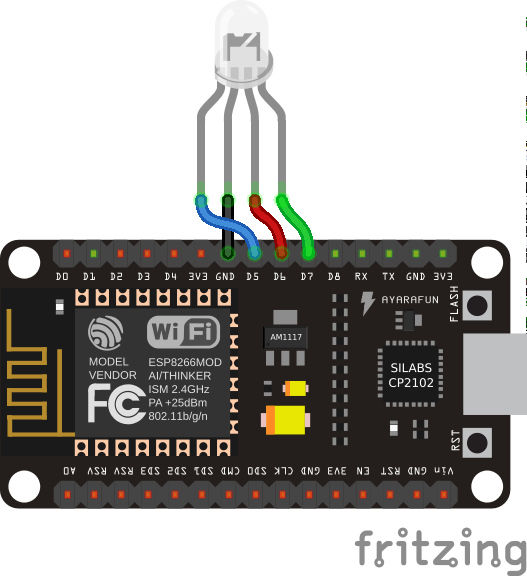 D0 D1 D2 D3 D4 3V3 GND D5 D6 D7 D8 RX TX GND 3V3
AYARAFUN
FLASH
WiFi
AM1117
MODEL
VENDOR
ESP8266MOD
AI/THINKER
ISM 2.4GHz
PA +25dBm
802.11b/g/n
FC
SILABS
CP2102
RST
A0 RSV RSV SD3 SD2 SD1 CMD SD0 CLK GND 3V3 EN RST GND Vin
fritzing